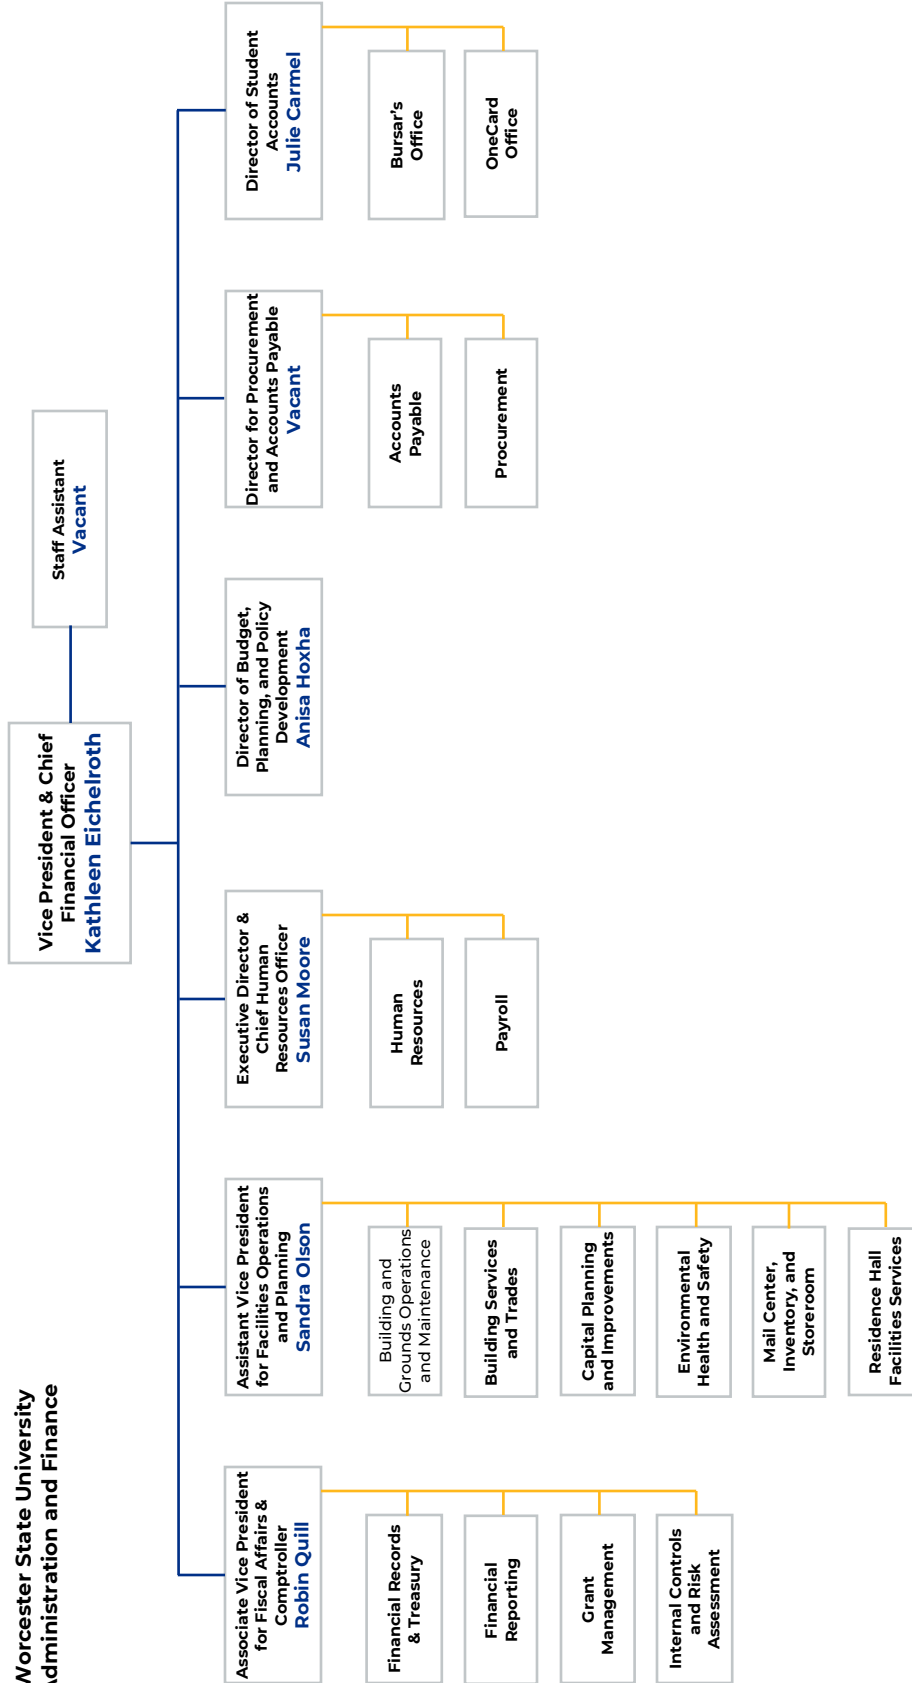 Worcester State University
Administration and Finance
Vice President & Chief
Financial Officer
Kathleen Eichelroth
Staff Assistant
Vacant
Associate Vice President
for Fiscal Affairs &
Comptroller
Robin Quill
Financial Records
& Treasury
Financial
Reporting
Grant
Management
Internal Controls
and Risk
Assessment
Assistant Vice President
for Facilities Operations
and Planning
Sandra Olson
Building and
Grounds Operations
and Maintenance
Building Services
and Trades
Capital Planning
and Improvements
Environmental
Health and Safety
Mail Center,
Inventory, and
Storeroom
Residence Hall
Facilities Services
Executive Director &
Chief Human
Resources Officer
Susan Moore
Human
Resources
Payroll
Director of Budget,
Planning, and Policy
Development
Anisa Hoxha
Director for Procurement
and Accounts Payable
Vacant
Accounts
Payable
Procurement
Director of Student
Accounts
Julie Carmel
Bursar's
Office
OneCard
Office